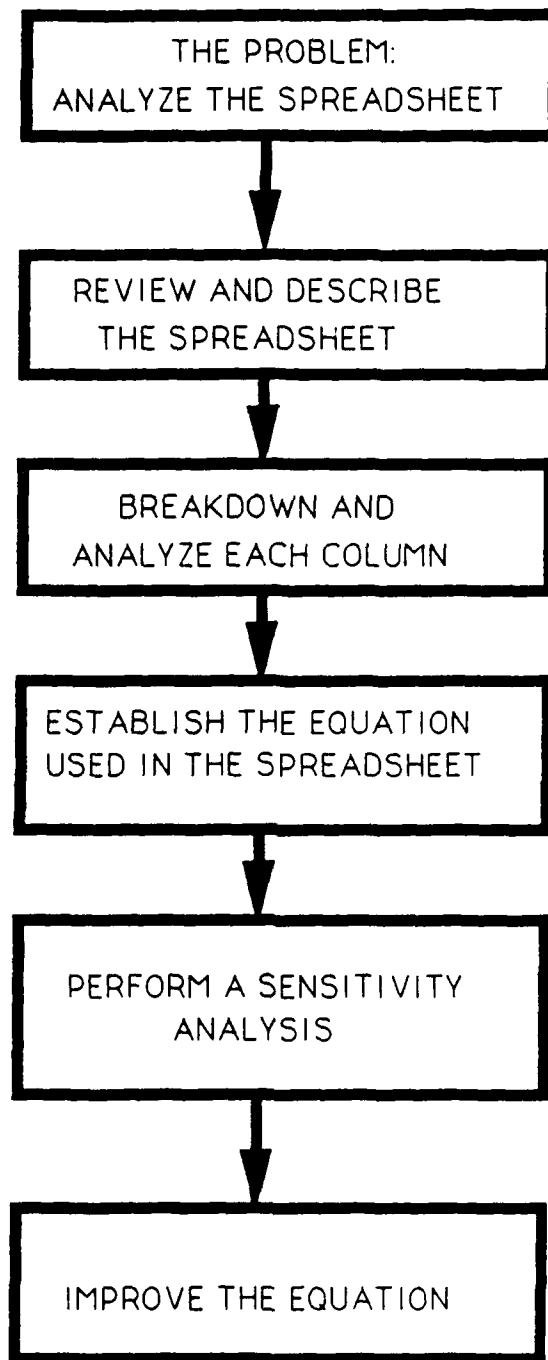 THE PROBLEM:
ANALYZE THE SPREADSHEET
REVIEW AND DESCRIBE
THE SPREADSHEET
BREAKDOWN AND
ANALYZE EACH COLUMN
ESTABLISH THE EQUATION
USED IN THE SPREADSHEET
PERFORM A SENSITIVITY
ANALYSIS
IMPROVE THE EQUATION